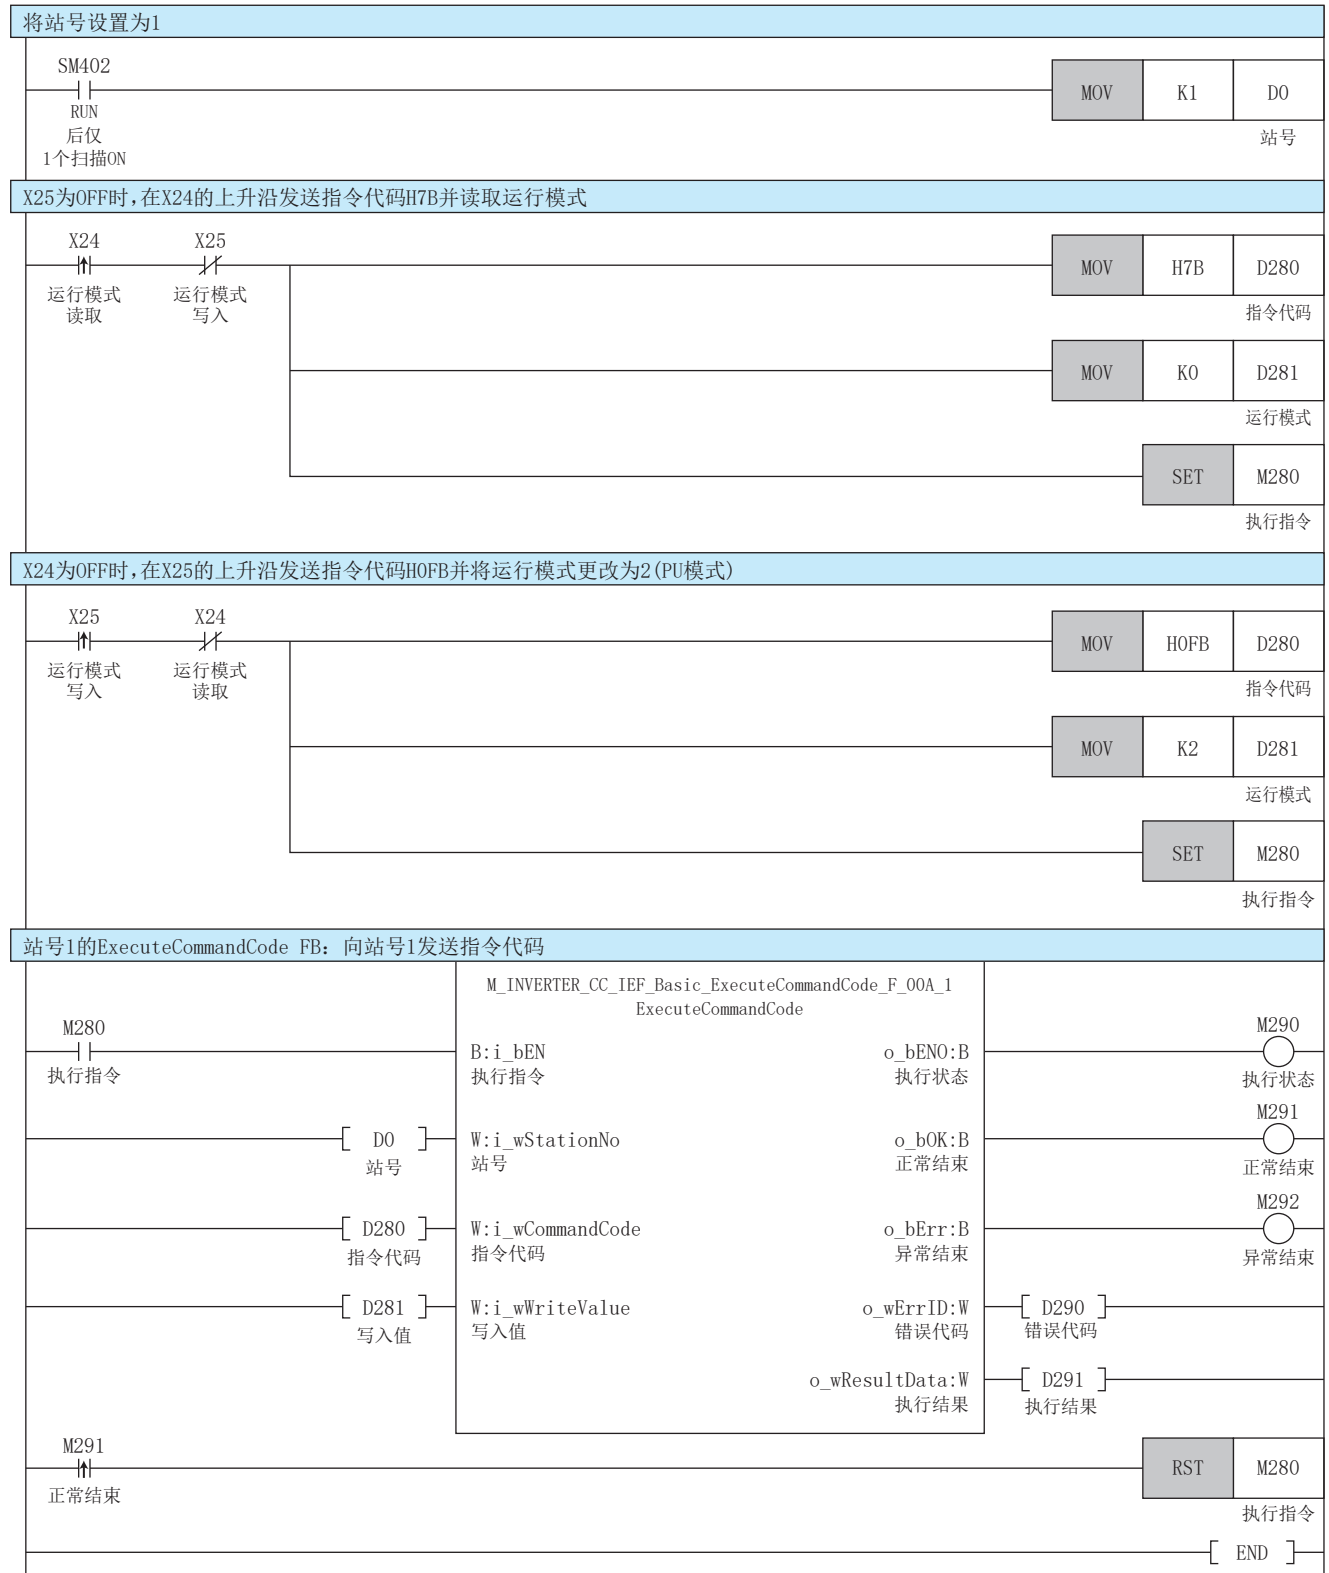 将站号设置为1
SM402
RUN
后仅
1个扫描ON
MOV K1 D0
站号
X25为OFF时,在X24的上升沿发送指令代码H7B并读取运行模式
X24 X25
运行模式 运行模式
读取 写入
MOV H7B D280
指令代码
MOV K0 D281
运行模式
SET M280
执行指令
X24为OFF时,在X25的上升沿发送指令代码H0FB并将运行模式更改为2(PU模式)
X25 X24
运行模式 运行模式
写入 读取
MOV H0FB D280
指令代码
MOV K2 D281
运行模式
SET M280
执行指令
站号1的ExecuteCommandCode FB：向站号1发送指令代码
M_INVERTER_CC_IEF_Basic_ExecuteCommandCode_F_00A_1
ExecuteCommandCode
M280 B:i_bEN o_bENO:B M290
执行指令 执行指令 执行状态 执行状态
D0 W:i_wStationNo o_bOK:B M291
站号 站号 正常结束 正常结束
D280 W:i_wCommandCode o_bErr:B M292
指令代码 指令代码 异常结束 异常结束
D281 W:i_wWriteValue o_wErrID:W D290
写入值 写入值 错误代码 错误代码
o_wResultData:W D291
执行结果 执行结果
M291
正常结束
RST M280
执行指令
END